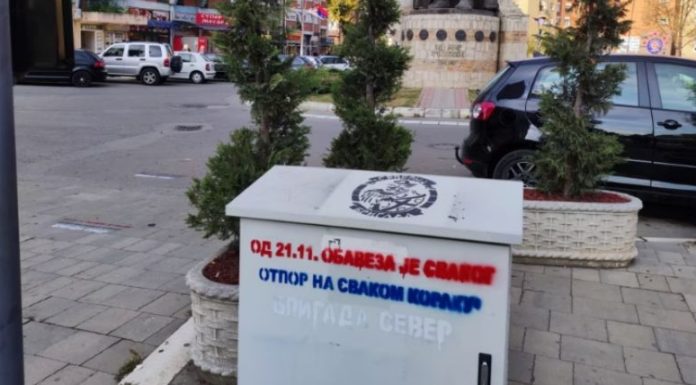 ОД 21.11. ОБАВЕЗА ЈЕ СВАКОГ
ОТПОР НА СВАКОМ КОРАКУ
БРИГАДА СЕВЕР